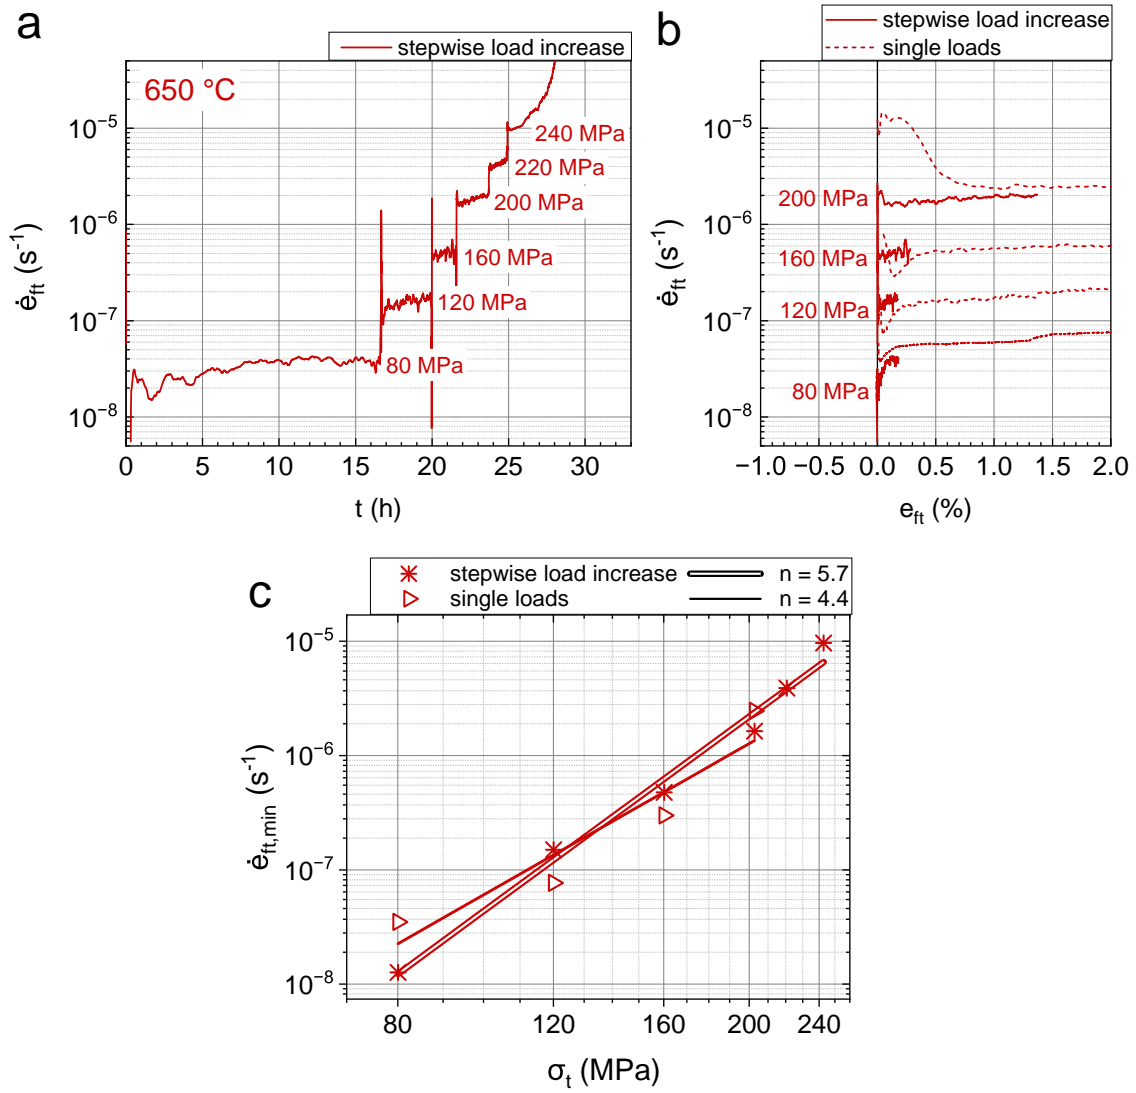 a
stepwise load increase
650 °C
10⁻⁵
10⁻⁶
10⁻⁷
10⁻⁸
ė_ft (s⁻¹)
240 MPa
220 MPa
200 MPa
160 MPa
120 MPa
80 MPa
0 5 10 15 20 25 30
t (h)
b
stepwise load increase
single loads
10⁻⁵
10⁻⁶
10⁻⁷
10⁻⁸
ė_ft (s⁻¹)
200 MPa
160 MPa
120 MPa
80 MPa
−1.0 −0.5 0.0 0.5 1.0 1.5 2.0
e_ft (%)
c
stepwise load increase n = 5.7
single loads n = 4.4
10⁻⁵
10⁻⁶
10⁻⁷
10⁻⁸
ė_ft,min (s⁻¹)
80 120 160 200 240
σ_t (MPa)